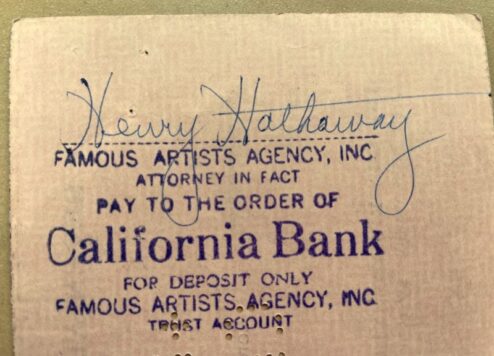 Henry Hathaway
FAMOUS ARTISTS AGENCY, INC
ATTORNEY IN FACT
PAY TO THE ORDER OF
California Bank
FOR DEPOSIT ONLY
FAMOUS ARTISTS AGENCY, INC.
TRUST ACCOUNT